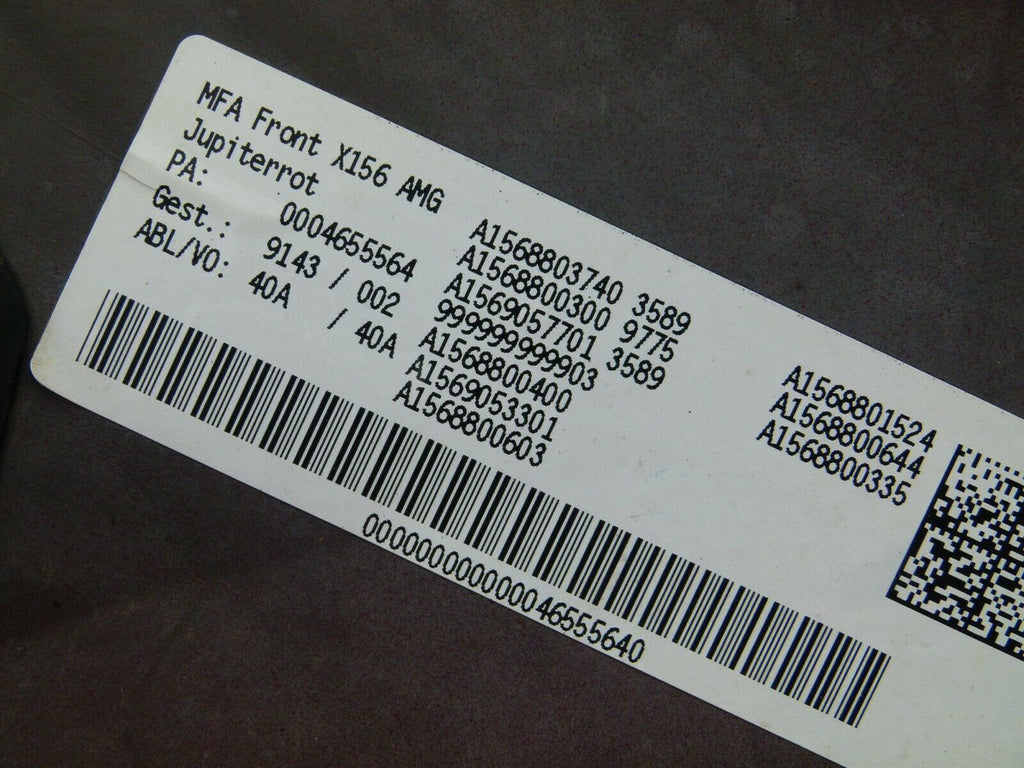 MFA Front X156 AMG
Jupiterrot
PA: 0004655564
Gest.: 9143 / 002
ABL/VO: 40A / 40A
A1568803740 3589
A1568800300 9775
A1569057701 3589
99999999903
A1568800400
A1569053301
A1568800603
A1568801524
A1568800644
A1568800335
000000000000046555640